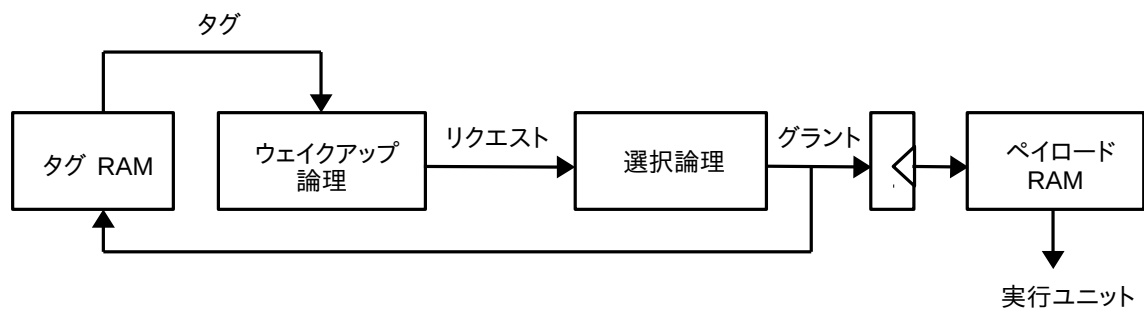 タグ
タグ RAM
ウェイクアップ
論理
リクエスト
選択論理
グラント
ペイロード
RAM
実行ユニット